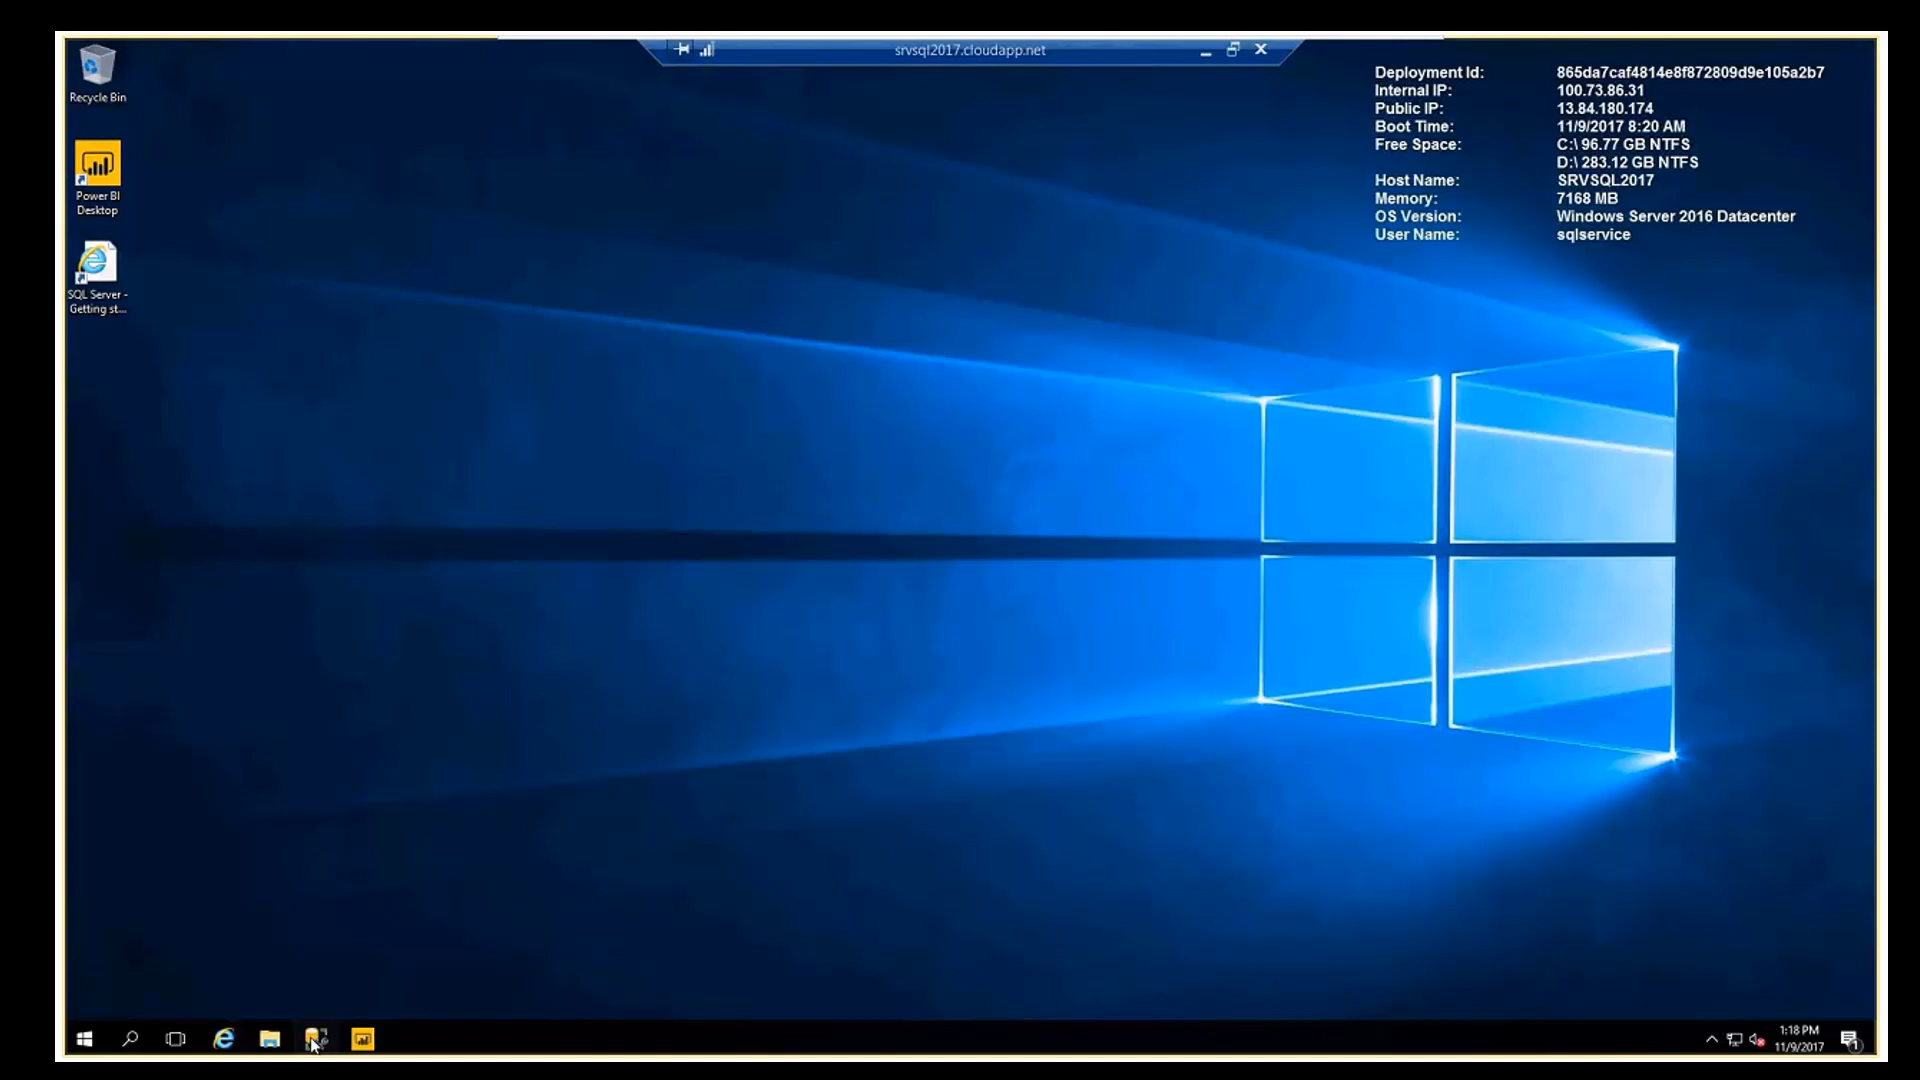 srvsql2017.cloudapp.net
Recycle Bin
Power BI
Desktop
SQL Server -
Getting st...
Deployment Id: 865da7caf4814e8f872809d9e105a2b7
Internal IP: 100.73.86.31
Public IP: 13.84.180.174
Boot Time: 11/9/2017 8:20 AM
Free Space: C:\ 96.77 GB NTFS
D:\ 283.12 GB NTFS
Host Name: SRVSQL2017
Memory: 7168 MB
OS Version: Windows Server 2016 Datacenter
User Name: sqlservice
1:18 PM
11/9/2017
1